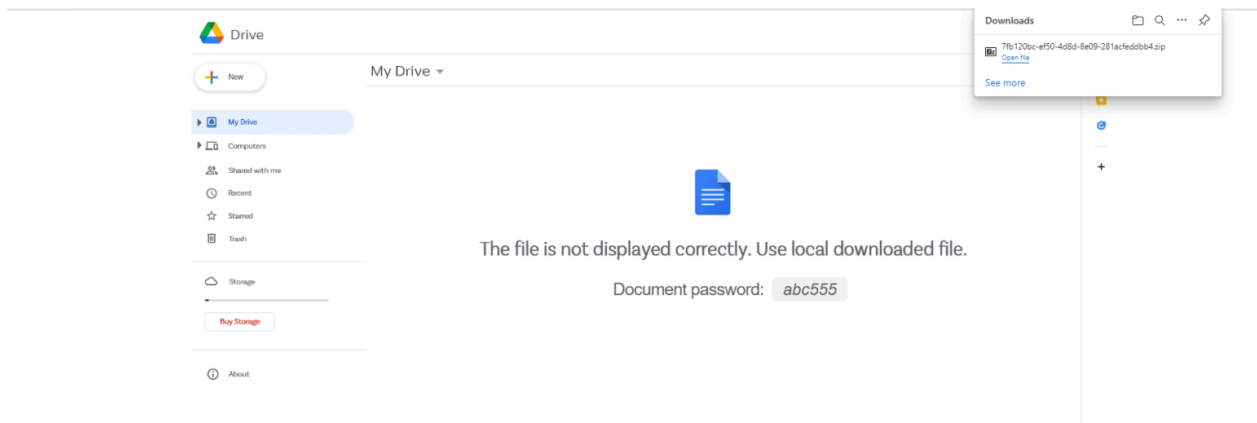 Drive
New
My Drive
My Drive
Computers
Shared with me
Recent
Starred
Trash
Storage
Buy Storage
About
The file is not displayed correctly. Use local downloaded file.
Document password: abc555
Downloads
7fb120bc-ef50-4d8d-8e09-281acfeddbb4.zip
Open file
See more